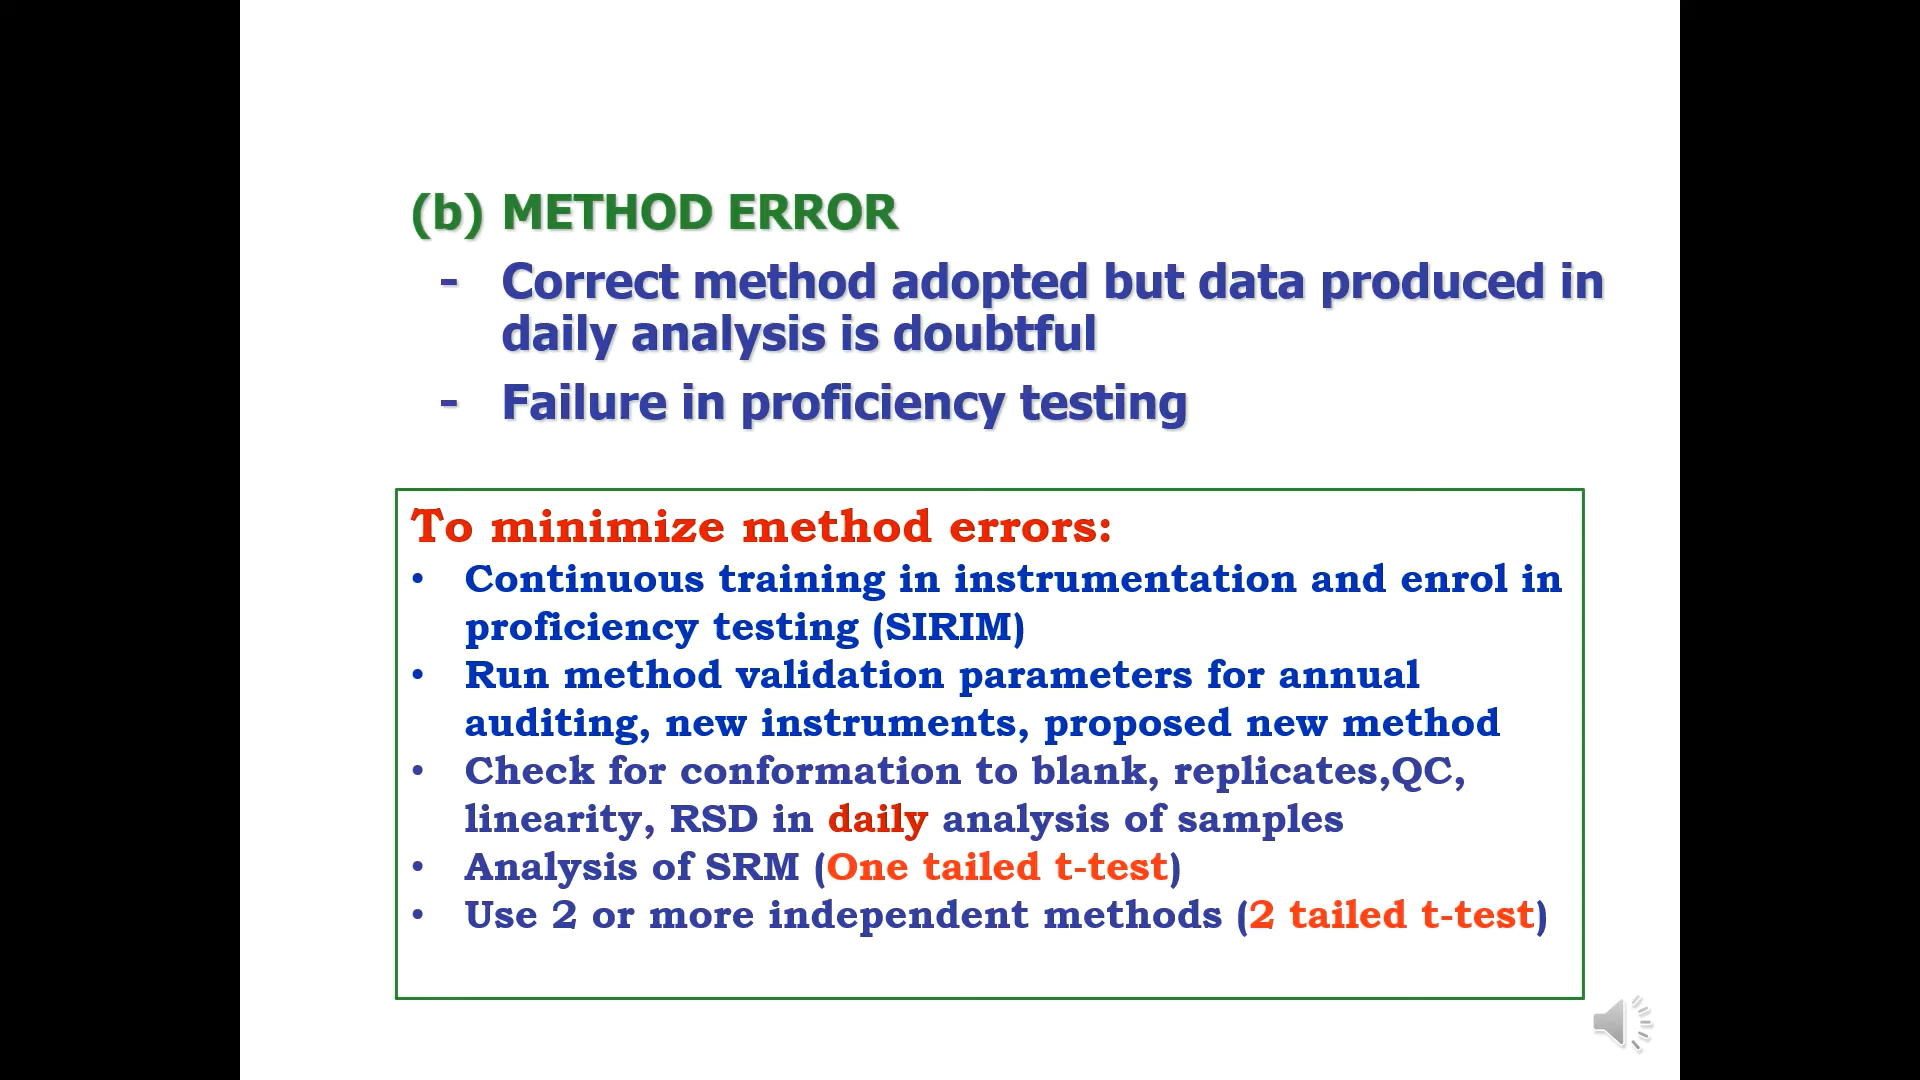 (b) METHOD ERROR
- Correct method adopted but data produced in
daily analysis is doubtful
- Failure in proficiency testing
To minimize method errors:
• Continuous training in instrumentation and enrol in
proficiency testing (SIRIM)
• Run method validation parameters for annual
auditing, new instruments, proposed new method
• Check for conformation to blank, replicates,QC,
linearity, RSD in daily analysis of samples
• Analysis of SRM (One tailed t-test)
• Use 2 or more independent methods (2 tailed t-test)